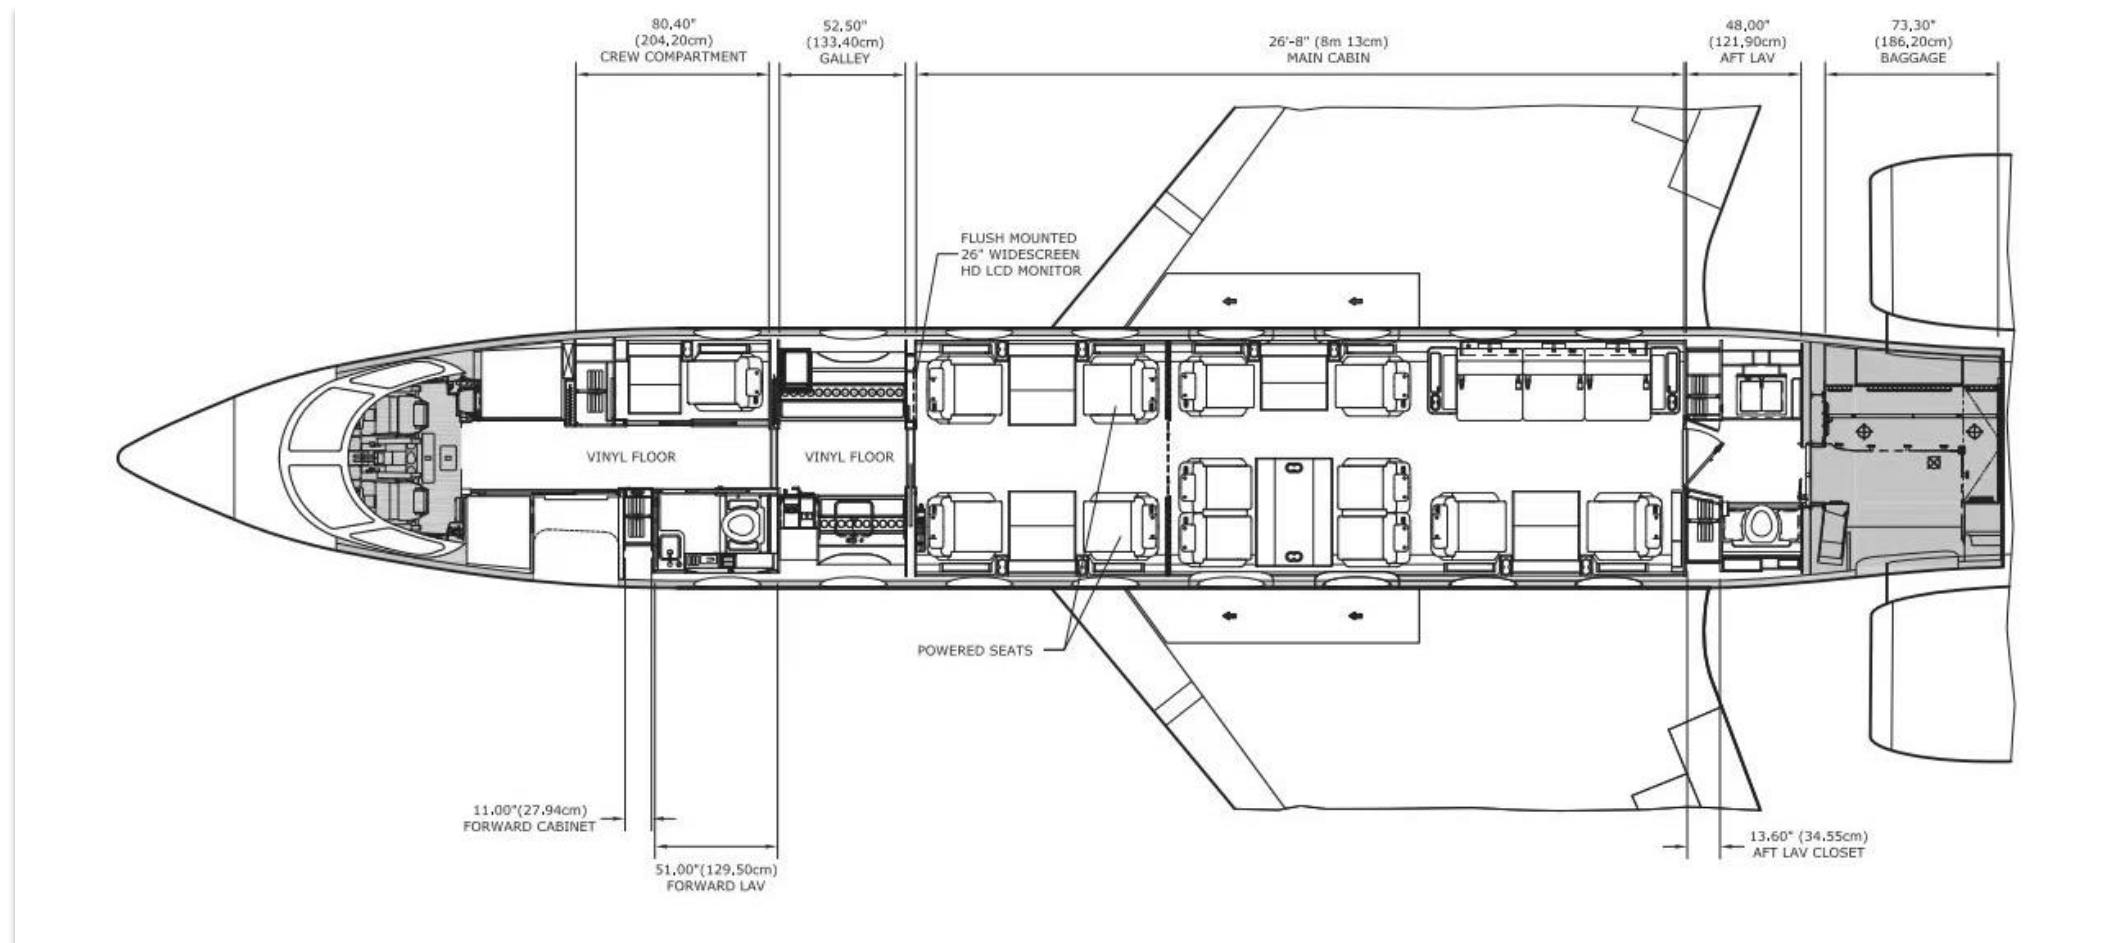 80.40"
(204.20cm)
CREW COMPARTMENT
52.50"
(133.40cm)
GALLEY
26'-8" (8m 13cm)
MAIN CABIN
48.00"
(121.90cm)
AFT LAV
73.30"
(186.20cm)
BAGGAGE
FLUSH MOUNTED
26" WIDESCREEN
HD LCD MONITOR
VINYL FLOOR
VINYL FLOOR
POWERED SEATS
11.00"(27.94cm)
FORWARD CABINET
51.00"(129.50cm)
FORWARD LAV
13.60" (34.55cm)
AFT LAV CLOSET